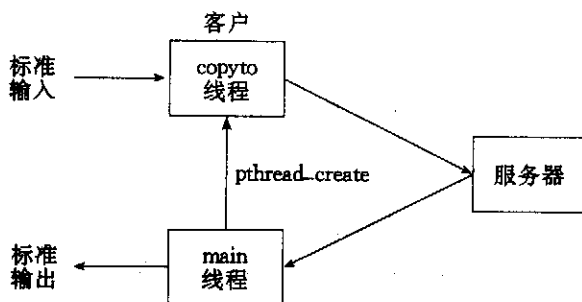 客户
标准
输入
copyto
线程
服务器
pthread_create
标准
输出
main
线程